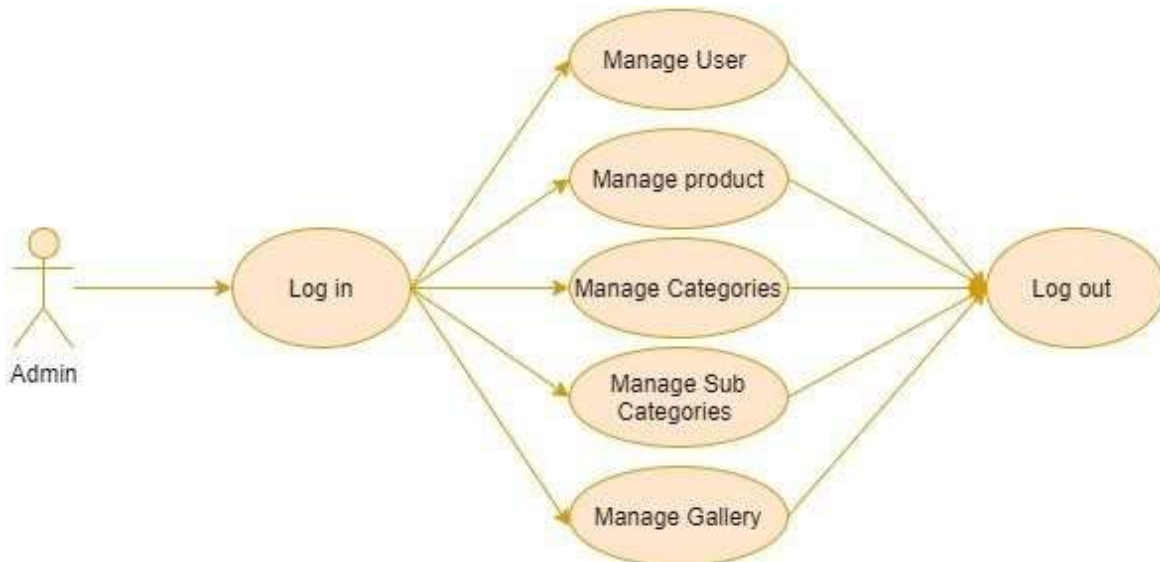 Manage User
Manage product
Admin
Log in
Manage Categories
Log out
Manage Sub
Categories
Manage Gallery